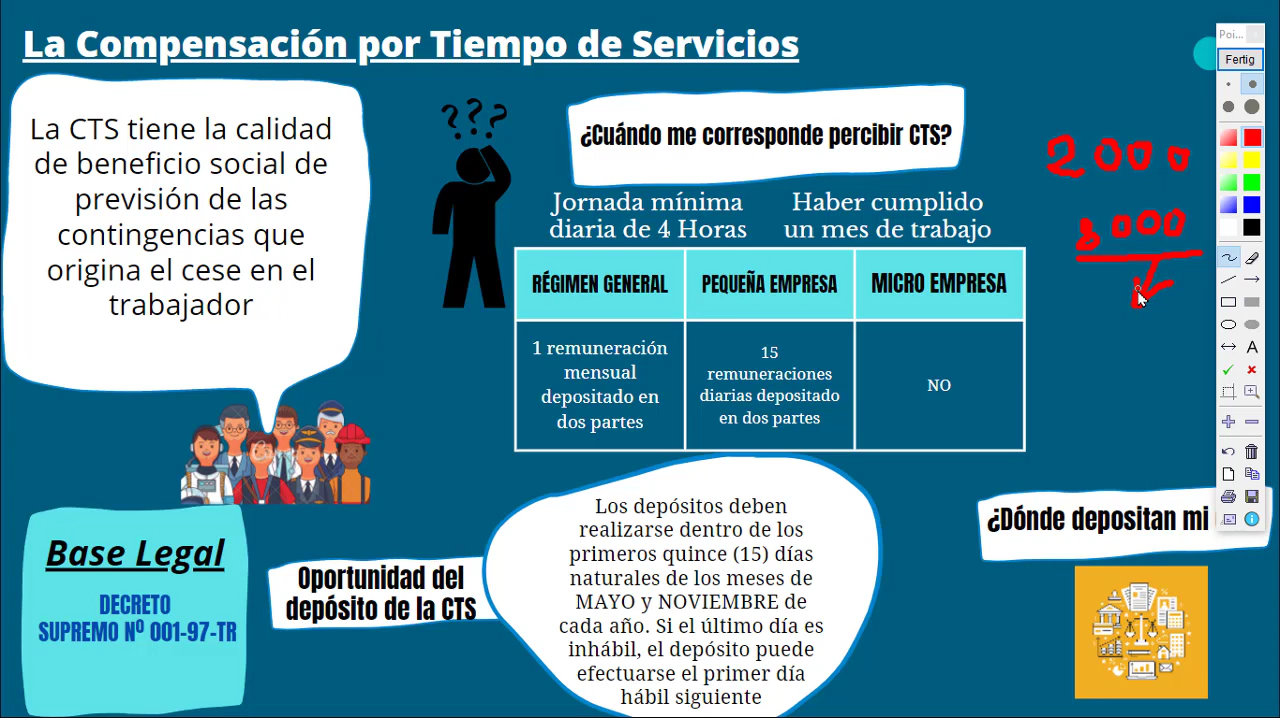 La Compensación por Tiempo de Servicios
La CTS tiene la calidad
de beneficio social de
previsión de las
contingencias que
origina el cese en el
trabajador
???
¿Cuándo me corresponde percibir CTS?
Jornada mínima
diaria de 4 Horas
Haber cumplido
un mes de trabajo
RÉGIMEN GENERAL
PEQUEÑA EMPRESA
MICRO EMPRESA
1 remuneración
mensual
depositado en
dos partes
15
remuneraciones
diarias depositado
en dos partes
NO
2000
3000
Poi...
Fertig
A
Base Legal
DECRETO
SUPREMO Nº 001-97-TR
Oportunidad del
depósito de la CTS
Los depósitos deben
realizarse dentro de los
primeros quince (15) días
naturales de los meses de
MAYO y NOVIEMBRE de
cada año. Si el último día es
inhábil, el depósito puede
efectuarse el primer día
hábil siguiente
¿Dónde depositan mi